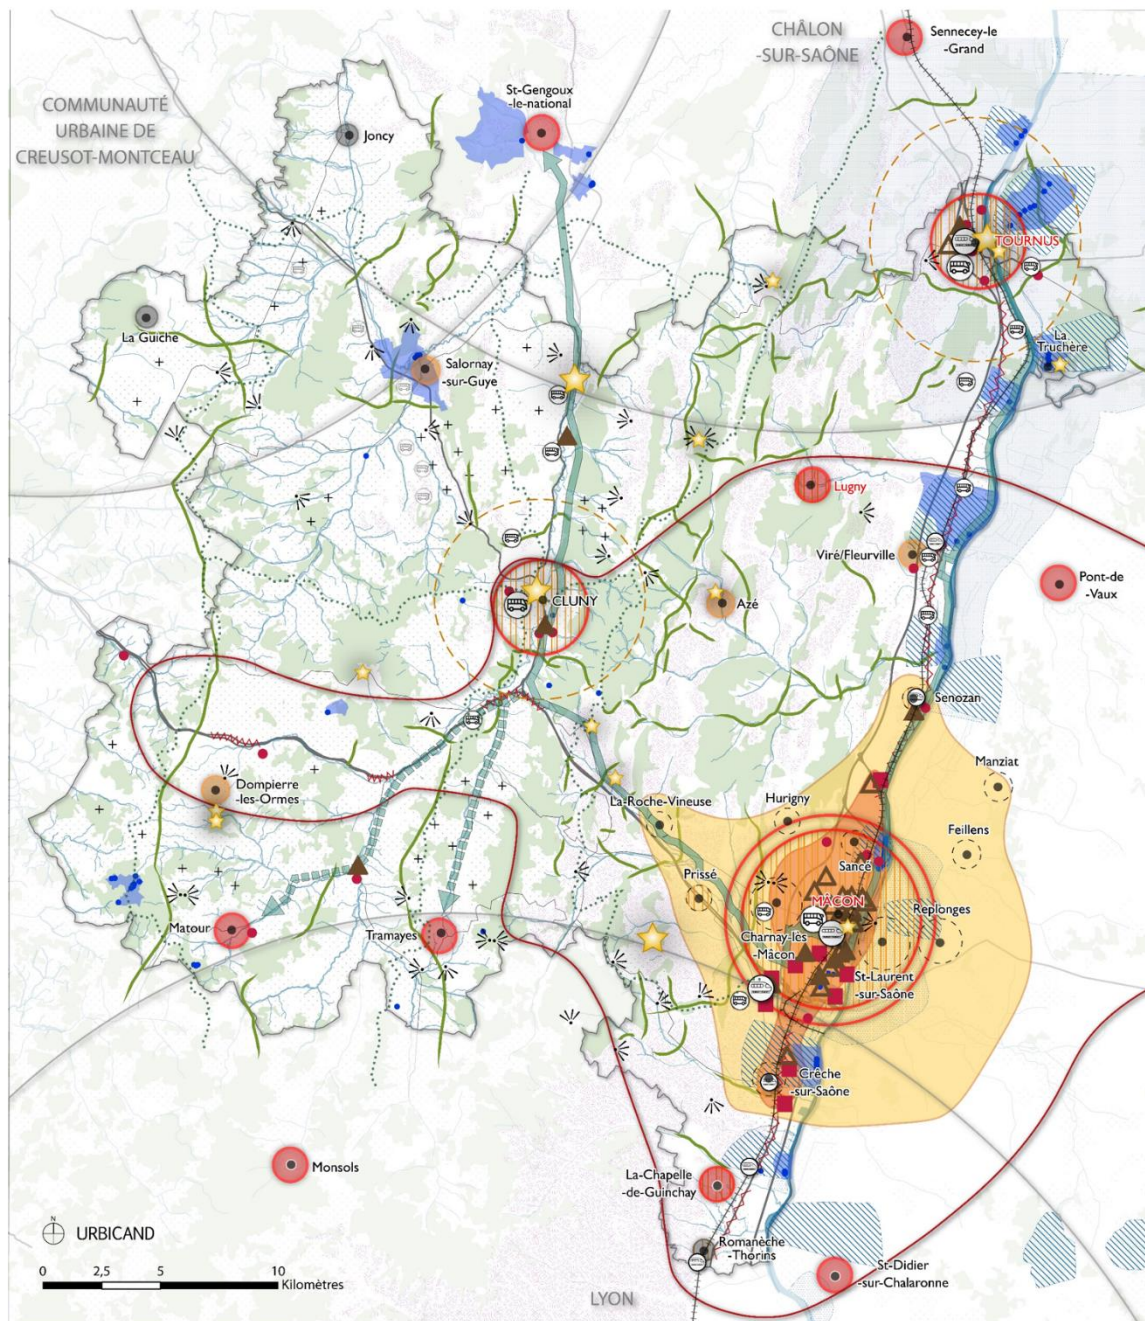 CHÂLON
-SUR-SAÔNE
Sennecey-le
-Grand
COMMUNAUTÉ
URBAINE DE
CREUSOT-MONTCEAU
St-Gengoux
-le-national
Joncy
TOURNUS
La Guiche
La
Truchère
Salornay
-sur-Guye
Lugny
Viré/Fleurville
Pont-de
-Vaux
CLUNY
Azé
Senozan
Manziat
Dompierre
-les-Ormes
La-Roche-Vineuse
Hurigny
Feillens
Sancé
Prissé
MÂCON
Replonges
Matour
Tramayes
Charnay-les
-Mâcon
St-Laurent
-sur-Saône
Crêche
-sur-Saône
Monsols
La-Chapelle
-de-Guinchay
N
URBICAND
Romanèche
-Thorins
St-Didier
-sur-Chalaronne
0 2,5 5 10
Kilomètres
LYON